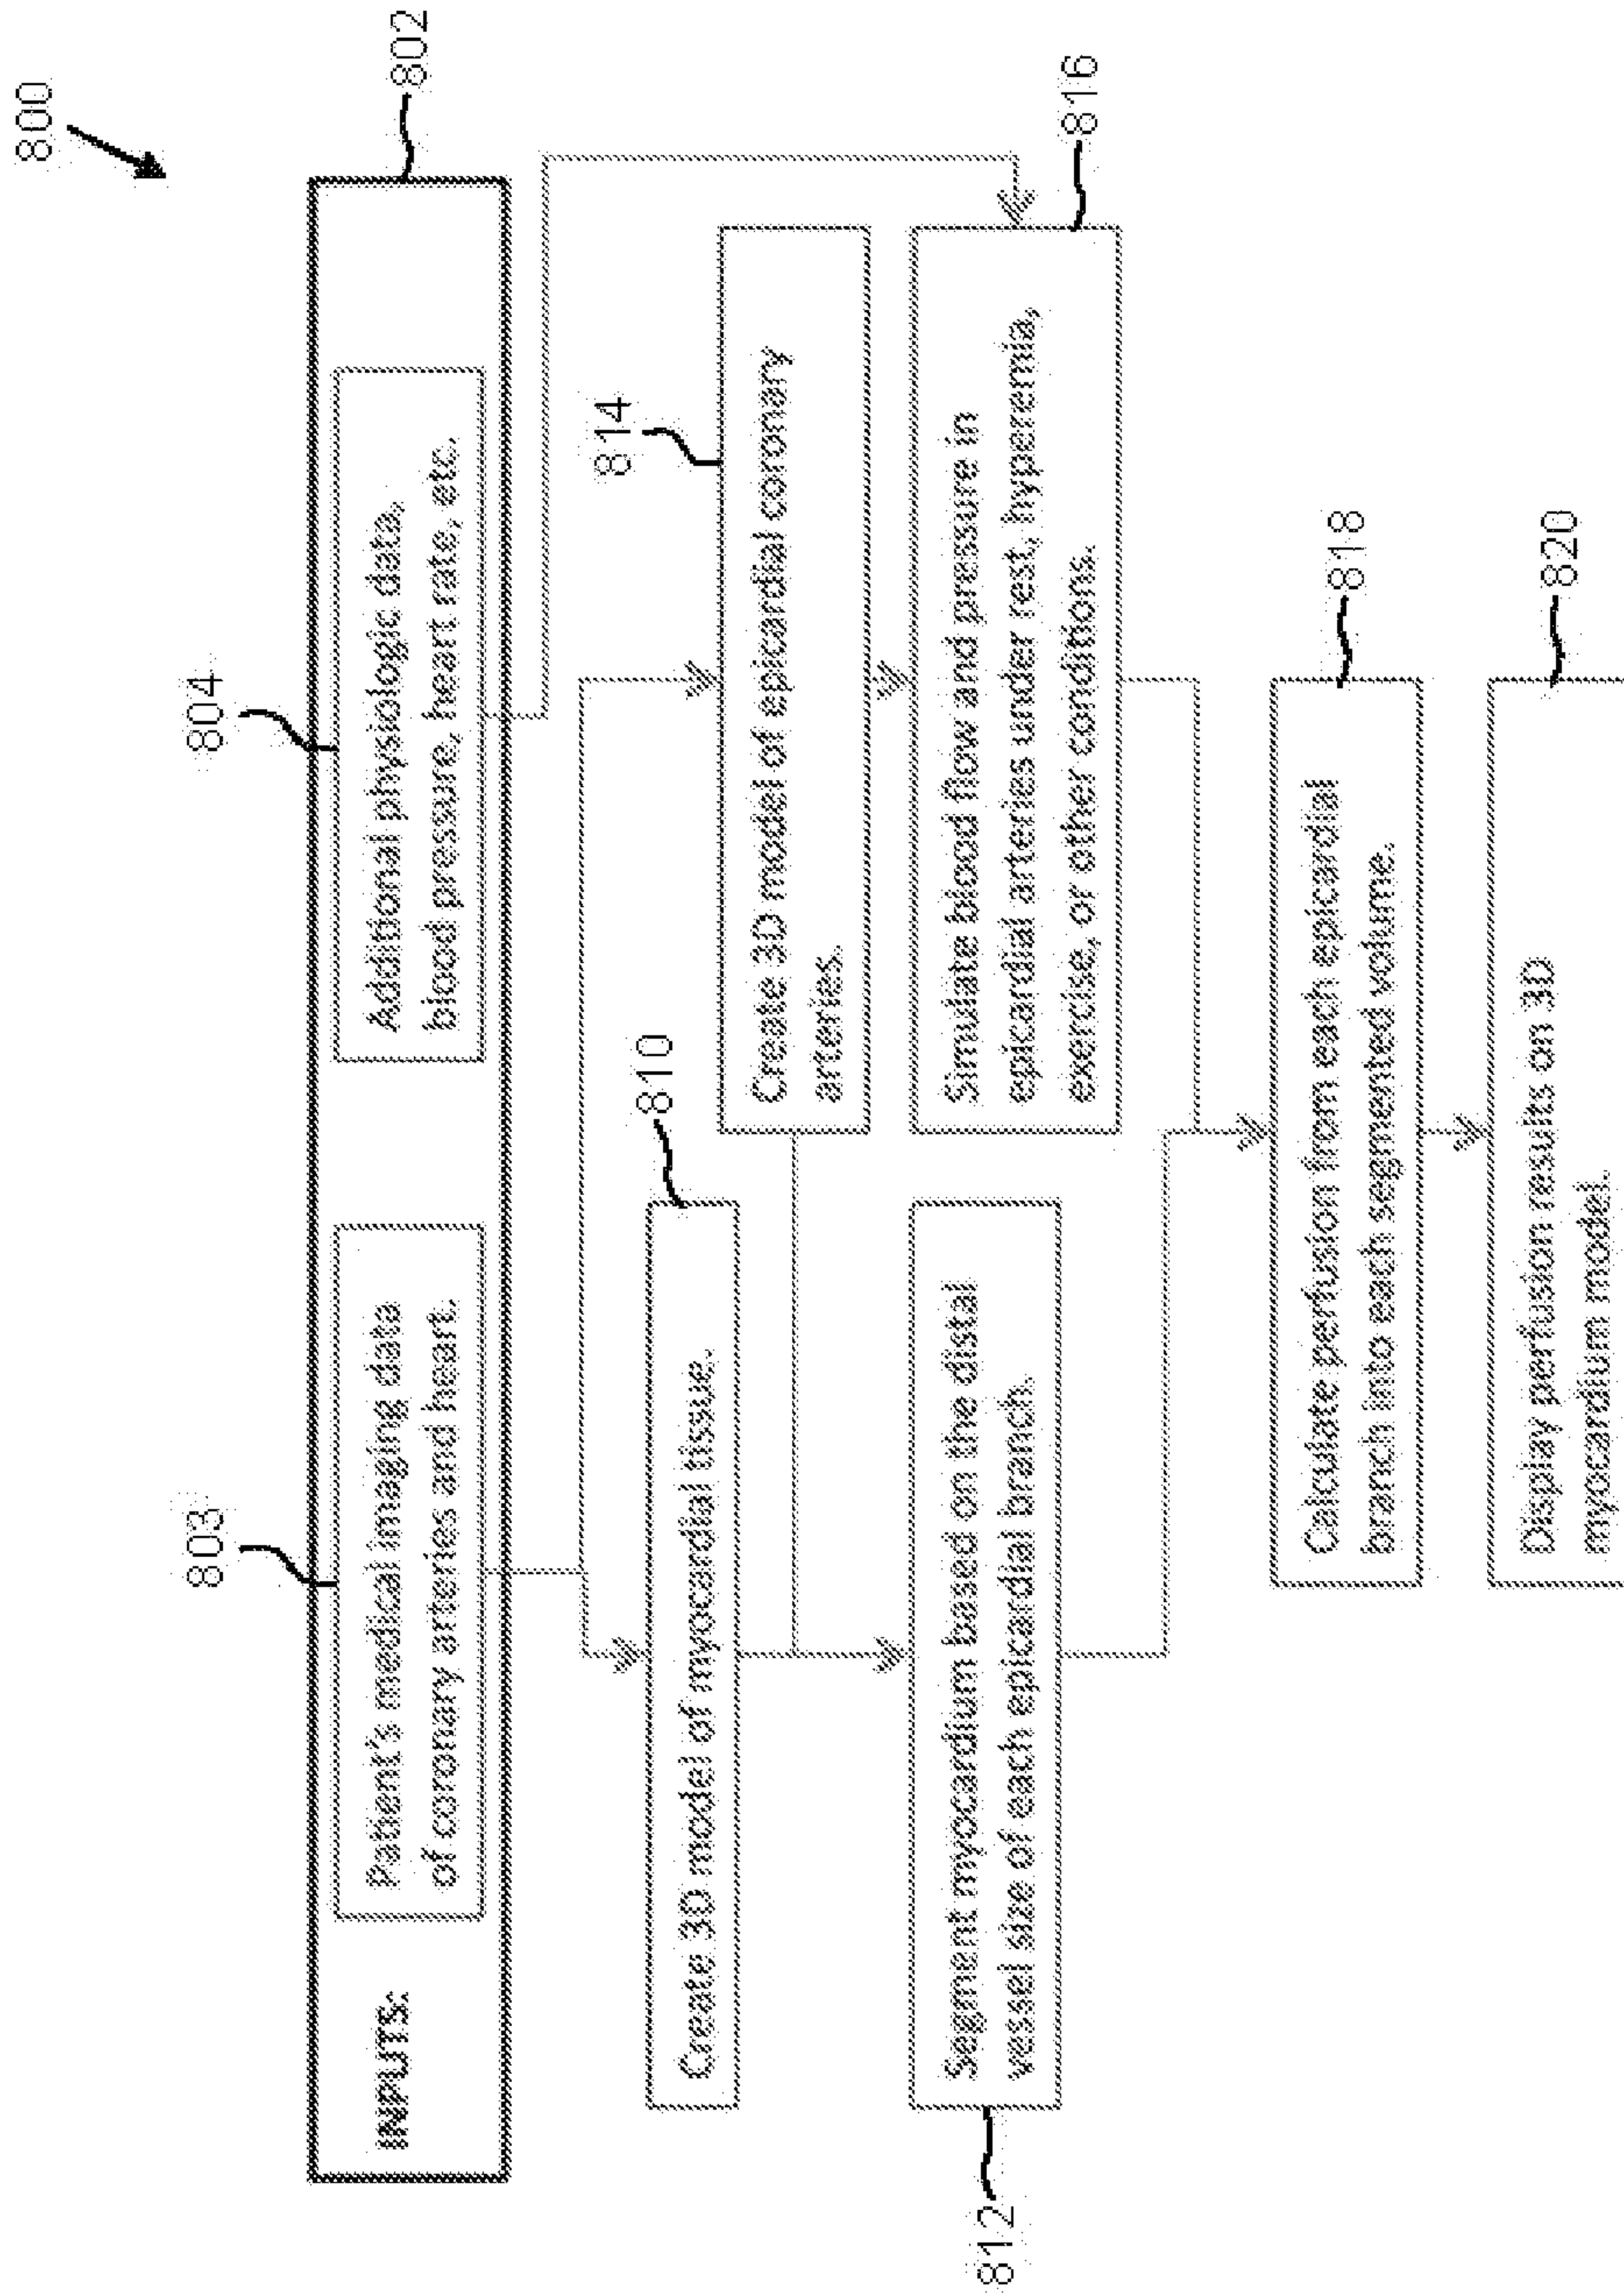 800
802
803
804
INPUTS:
Patient's medical imaging data
of coronary arteries and heart.
Additional physiologic data,
blood pressure, heart rate, etc.
810
Create 3D model of myocardial tissue.
814
Create 3D model of epicardial coronary
arteries.
812
Segment myocardium based on the distal
vessel size of each epicardial branch.
816
Simulate blood flow and pressure in
epicardial arteries under rest, hyperemia,
exercise, or other conditions.
818
Calculate perfusion from each epicardial
branch into each segmented volume.
820
Display perfusion results on 3D
myocardium model.